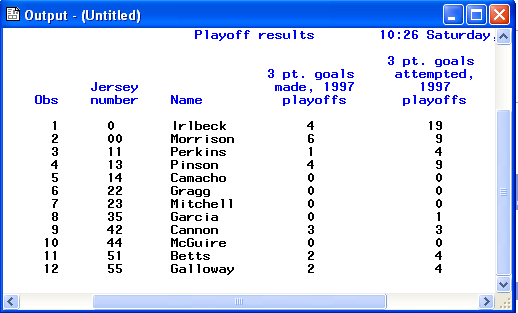 Output - (Untitled)
Playoff results 10:26 Saturday,
3 pt. goals
3 pt. goals attempted,
Jersey made, 1997 1997
Obs number Name playoffs playoffs
1 0 Irlbeck 4 19
2 00 Morrison 6 9
3 11 Perkins 1 4
4 13 Pinson 4 9
5 14 Camacho 0 0
6 22 Gragg 0 0
7 23 Mitchell 0 0
8 35 Garcia 0 1
9 42 Cannon 3 3
10 44 McGuire 0 0
11 51 Betts 2 4
12 55 Galloway 2 4